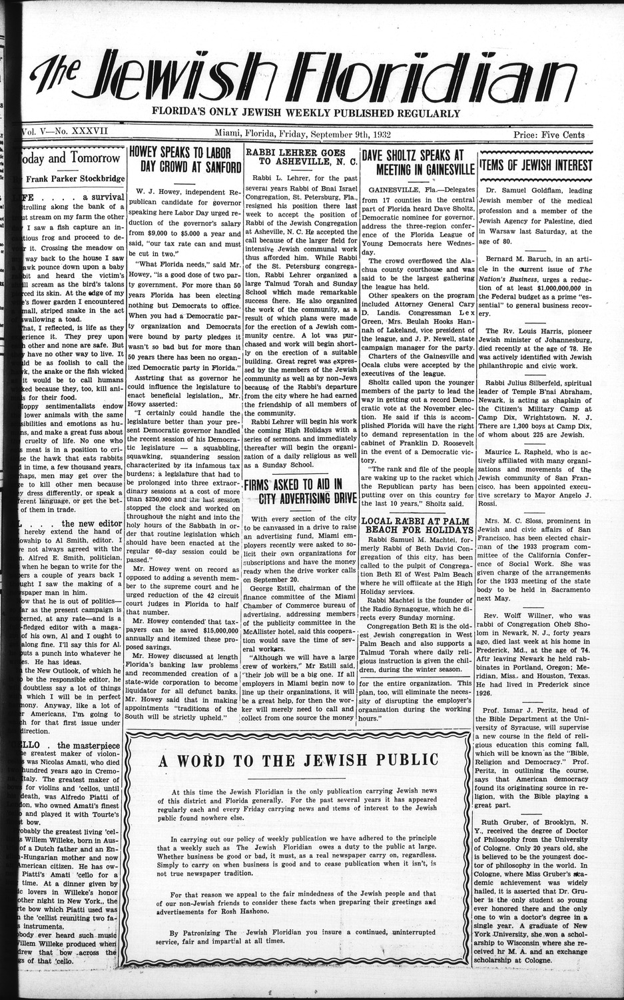 The Jewish Floridian
FLORIDA'S ONLY JEWISH WEEKLY PUBLISHED REGULARLY
Vol. V—No. XXXVII
Miami, Florida, Friday, September 9th, 1932
Price: Five Cents
oday and Tomorrow
Frank Parker Stockbridge
FE . . . . a survival
trolling along the bank of a
ut stream on my farm the other
I saw a fish capture an in-
tious frog and proceed to de-
r it. Crossing the meadow on
way back to the house I saw
awk pounce down upon a baby
bit and heard the victim's
ill scream as the bird's talons
rced its skin. At the edge of my
e's flower garden I encountered
mall, striped snake in the act
swallowing a toad.
hat, I reflected, is life as they
erience it. They prey upon
h other and none are safe. But
y have no other way to live. It
ld be as foolish to call the
k, the snake or the fish wicked
it would be to call humans
ked because they, too, kill ani-
ls for their food.
loppy sentimentalists endow
lower animals with the same
sibilities and emotions as hu-
ns, and make a great fuss about
cruelty of life. No one who
s meat is in a position to cri-
se the hawk that eats rabbits
d in time, a few thousand years,
haps, men may get over the
ge to kill other men because
y dress differently, or speak a
erent language, or get the bet-
of them in trade.
L . . . the new editor
hereby extend the hand of
owship to Al Smith, editor. I
e not always agreed with the
n. Alfred E. Smith, politician,
when he began to write for the
ers a couple of years back I
ught I saw the making of a
spaper man in him.
ow that he is out of politics—
ar as the present campaign is
cerned, at any rate—and is a
-fledged editor with a maga-
of his own, Al and I ought to
along fine. I'll say this for Al.
puts a punch into whatever he
es. He has ideas.
the New Outlook, of which he
be the responsible editor, he
doubtless say a lot of things
which I will be in perfect
mony. Anyway, like a lot of
r Americans, I'm going to
ch for that first issue under
direction.
CELLO . the masterpiece
e greatest maker of violon-
s was Nicolas Amati, who died
hundred years ago in Cremo-
Italy. The greatest maker of
for violins and 'cellos, until
death, was Alfredo Piatti of
don, who owned Amati's finest
o and played it with Tourte's
t bow.
obably the greatest living 'cel-
s Willem Willeke, born in Aus-
of a Dutch father and an En-
-Hungarian mother and now
American citizen. He has ow-
Piatti's Amati 'cello for a
time. At a dinner given by
ic lovers in Willeke's honor
other night in New York, the
rte bow which Piatti used was
n the 'cellist reuniting two fa-
s instruments.
body ever heard such music
illem Willeke produced when
drew that bow across the
gs of that 'cello.
HOWEY SPEAKS TO LABOR
DAY CROWD AT SANFORD
W. J. Howey, independent Re-
publican candidate for governor
speaking here Labor Day urged re-
duction of the governor's salary
from $9,000 to $5.000 a year and
said, "our tax rate can and must
be cut in two."
"What Florida needs," said Mr.
Howey, "is a good dose of two par-
ty government. For more than 50
years Florida has been electing
nothing but Democrats to office.
When you had a Democratic par-
ty organization and Democrats
were bound by party pledges it
wasn't so bad but for more than
50 years there has been no organ-
ized Democratic party in Florida."
Asstrting that as governor he
could influence the legislature to
enact beneficial legislation,, Mr.
Howy asserted:
"I certainly could handle the
legislature better than your pre-
sent Democratic governor handled
the recent session of his Democra-
tic legislature — a squabbling,
squawking, squandering session
characterized by its infamous tax
burdens; a legislature that had to
be prolonged into three extraor-
dinary sessions at a cost of more
than $250,000 and the last session
stopped the clock and worked on
throughout the night and into the
holy hours of the Sabbath in or-
der that routine legislation which
should have been enacted at the
regular 60-day session could be
passed."
Mr. Howey went on record as
opposed to adding a seventh mem-
ber to the supreme court and he
urged reduction of the 42 circuit
court judges in Florida to half
that number.
Mr. Howey contended that tax-
payers can be saved $15,000,000
annually and itemized these pro-
posed savings.
Mr. Howey discussed at length
Florida's banking law problems
and recommended creation of a
state-wide corporation to become
liquidator for all defunct banks.
Mr. Howey said that in making
appointments "traditions of the
South will be strictly upheld."
RABBI LEHRER GOES
TO ASHEVILLE, N. C.
Rabbi L. Lehrer, for the past
several years Rabbi of Bnai Israel
Congregation, St. Petersburg, Fla.,
resigned his position there last
week to accept the position of
Rabbi of the Jewish Congregation
at Asheville, N. C. He accepted the
call because of the larger field for
intensive Jewish communal work
thus afforded him. While Rabbi
of the St. Petersburg congrega-
tion, Rabbi Lehrer organized a
large Talmud Torah and Sunday
School which made remarkable
success there. He also organized
the work of the community, as a
result of which plans were made
for the erection of a Jewish com-
munity centre. A lot was pur-
chased and work will begin short-
ly on the erection of a suitable
building. Great regret was expres-
sed by the members of the Jewish
community as well as by non-Jews
because of the Rabbi's departure
from the city where he had earned
the friendship of all members of
the community.
Rabbi Lehrer will begin his work
the coming High Holidays with a
series of sermons, and immediately
thereafter will begin the organi-
zation of a daily religious as well
as a Sunday School.
FIRMS ASKED TO AID IN
CITY ADVERTISING DRIVE
With every section of the city
to be canvassed in a drive to raise
an advertising fund, Miami em-
ployers recently were asked to so-
licit their own organizations for
subscriptions and have the money
ready when the drive worker calls
on September 20.
George Estill, chairman of the
finance committee of the Miami
Chamber of Commerce bureau of
advertising, addressing members
of the publicity committee in the
McAllister hotel, said this coopera-
tion would save the time of sev-
eral workers.
"Although we will have a large
crew of workers," Mr Estill said,
"their job will be a big one. If all
employers in Miami begin now to
line up their organizations, it will
be a great help, for then the wor-
ker will merely need to call and
collect from one source the money
DAVE SHOLTZ SPEAKS AT
MEETING IN GAINESVILLE
GAINESVILLE, Fla.—Delegates
from 17 counties in the central
part of Florida heard Dave Sholtz,
Democratic nominee for governor,
address the three-region confer-
ence of the Florida League of
Young Democrats here Wednes-
day.
The crowd overflowed the Ala-
chua county courthouse and was
said to be the largest gathering
the league has held.
Other speakers on the program
included Attorney General Cary
D. Landis. Congressman Lex
Green, Mrs. Beulah Hooks Han-
nah of Lakeland, vice president of
the league, and J. P. Newell, state
campaign manager for the party.
Charters of the Gainesville and
Ocala clubs were accepted by the
executives of the league.
Sholtz called upon the younger
members of the party to lead the
way in getting out a record Demo-
cratic vote at the November elec-
tion. He said if this is accom-
plished Florida will have the right
to demand representation in the
cabinet of Franklin D. Roosevelt
in the event of a Democratic vic-
tory.
"The rank and file of the people
are waking up to the racket which
the Republican party has been
putting over on this country for
the last 10 years," Sholtz said.
LOCAL RABBI AT PALM
BEACH FOR HOLIDAYS
Rabbi Samuel M. Machtei, for-
merly Rabbi of Beth David Con-
gregation of this city, has been
called to the pulpit of Congrega-
tion Beth El of West Palm Beach
where he will offiicate at the High
Holiday services.
Rabbi Machtei is the founder of
the Radio Synagogue, which he di-
rects every Sunday morning.
Congregation Beth El is the old-
est Jewish congregation in West
Palm Beach and also supports a
Talmud Torah where daily reli-
gious instruction is given the chil-
dren, during the winter season.
for the entire organization. This
plan, too, will eliminate the neces-
sity of disrupting the employer's
organization during the working
hours."
ITEMS OF JEWISH INTEREST
Dr. Samuel Goldflam, leading
Jewish member of the medical
profession and a member of the
Jewish Agency for Palestine, died
in Warsaw last Saturday, at the
age of 80.
Bernard M. Baruch, in an arti-
cle in the current issue of The
Nation's Business, urges a reduc-
tion of at least $1,000,000,000 in
the Federal budget as a prime "es-
sential" to general business recov-
ery.
The Rv. Louis Harris, pioneer
Jewish minister of Johannesburg,
died recently at the age of 78. He
was actively identified with Jewish
philanthropic and civic work.
Rabbi Julius Silberfeld, spiritual
leader of Temple B'nai Abraham,
Newark, is acting as chaplain of
the Citizen's Military Camp at
Camp Dix, Wrightstown, N. J.
There are 1,300 boys at Camp Dix,
of whom about 225 are Jewish.
Maurice L. Rapheld, who is ac-
tively affiliated with many organi-
zations and movements of the
Jewish community of San Fran-
cisco, has been appointed execu-
tive scretary to Mayor Angelo J.
Rossi.
Mrs. M. C. Sloss, prominent in
Jewish and civic affairs of San
Francisco, has been elected chair-
man of the 1933 program com-
mittee of the California Confer-
ence of Social Work. She was
given charge of the arrangements
for the 1933 meeting of the state
body to be held in Sacramento
next May.
Rev. Wolff Willner, who was
rabbi of Congregation Oheb Sho-
lom in Newark, N. J., forty years
ago, died last week at his home in
Frederick, Md., at the age of 74.
Aftr leaving Newark he held rab-
binates in Portland, Oregon; Me-
ridian, Miss., and Houston, Texas.
He had lived in Frederick since
1926.
Prof. Ismar J. Peritz, head of
the Bible Department at the Uni-
versity of Syracuse, will supervise
a new course in the field of reli-
gious education this coming fall,
which will be known as the "Bible,
Religion and Democracy." Prof.
Peritz, in outlining the course,
says that American democracy
found its originating source in re-
ligion, with the Bible playing a
great part.
Ruth Gruber, of Brooklyn, N.
Y., received the degree of Doctor
of Philosophy from the University
of Cologne. Only 20 years old, she
is believed to be the youngest doc-
tor of philosophy in the world. In
Cologne, where Miss Gruber's aca-
demic achievement was widely
hailed, it is asserted that Dr. Gru-
ber is the only student so young
ever honored there and the only
one to win a doctor's degree in a
single year. A graduate of New
York University, she won a schol-
arship to Wisconsin where she re-
ceived hr M. A. and an exchange
scholarship at Cologne.
A WORD TO THE JEWISH PUBLIC
At this time the Jewish Floridian is the only publication carrying Jewish news
of this district and Florida generally. For the past several years it has appeared
regularly each and every Friday carrying news and items of interest to the Jewish
public found nowhere else.
In carrying out our policy of weekly publication we have adhered to the principle
that a weekly such as The Jewish Floridian owes a duty to the public at large.
Whether business be good or bad, it must, as a real newspaper carry on, regardless.
Simply to carry on when business is good and to cease publication when it isn't, is
not true newspaper tradition.
For that reason we appeal to the fair mindedness of the Jewish people and that
of our non-Jewish friends to consider these facts when preparing their greetings and
advertisements for Rosh Hashono.
By Patronizing The Jewish Floridian you insure a continued, uninterrupted
service, fair and impartial at all times.